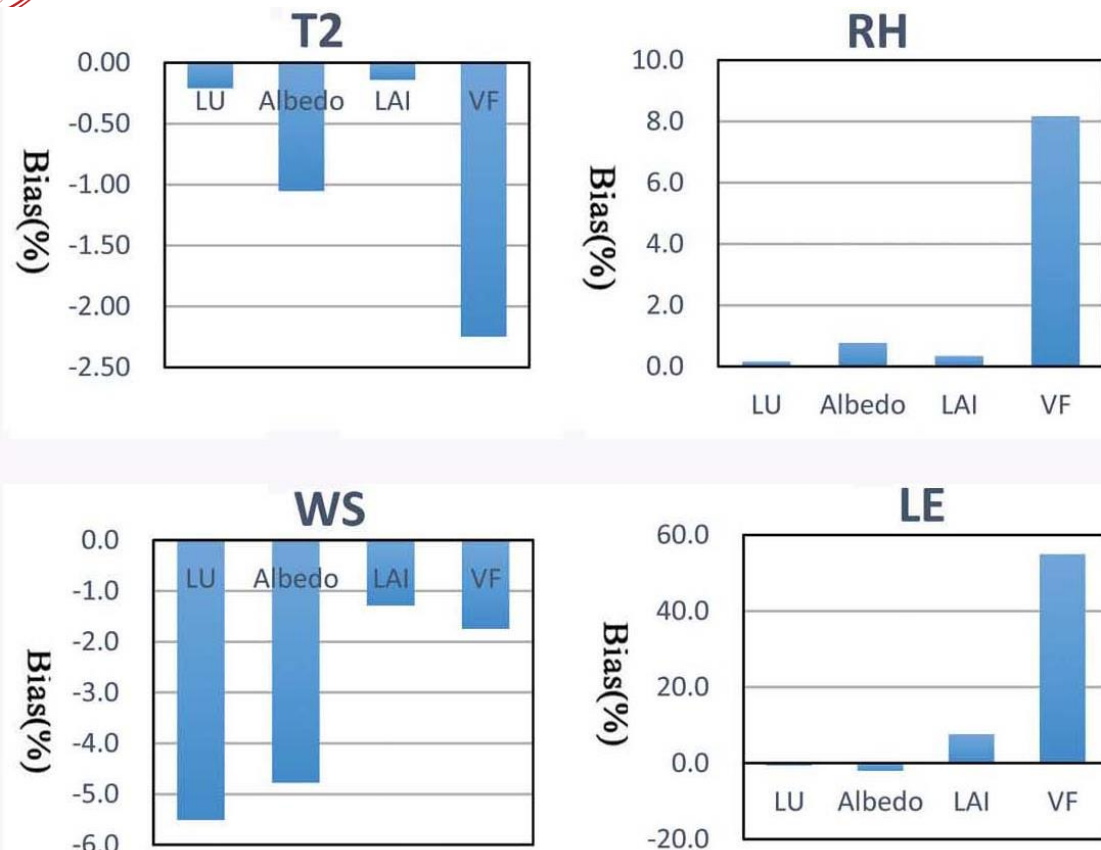 T2
0.00
-0.50
-1.00
-1.50
-2.00
-2.50
Bias(%)
LU Albedo LAI VF
RH
10.0
8.0
6.0
4.0
2.0
0.0
Bias(%)
LU Albedo LAI VF
WS
0.0
-1.0
-2.0
-3.0
-4.0
-5.0
-6.0
Bias(%)
LU Albedo LAI VF
LE
60.0
40.0
20.0
0.0
-20.0
Bias(%)
LU Albedo LAI VF